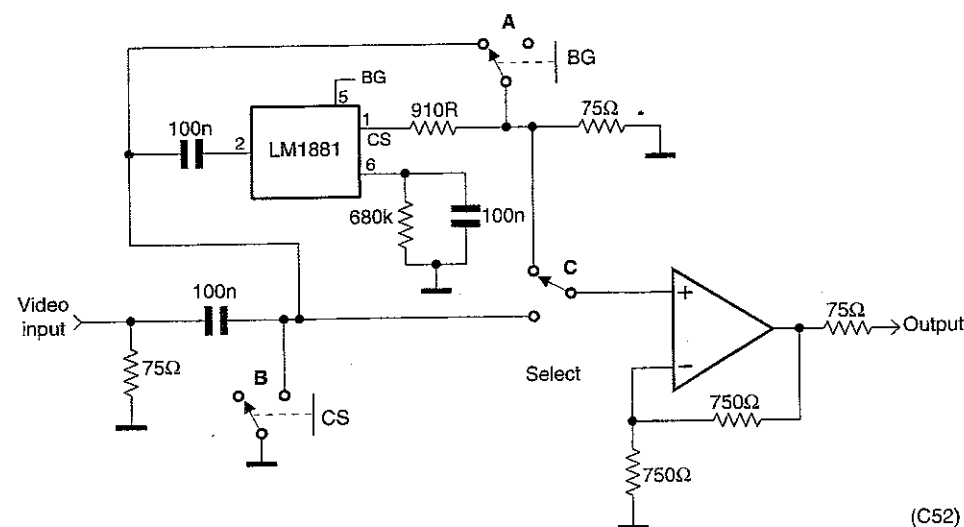 A
BG
BG
5
910R
75Ω
100n
2
LM1881
1
CS
6
680k
100n
C
100n
Video
input
75Ω
B
CS
Select
+
−
75Ω
Output
750Ω
750Ω
(C52)